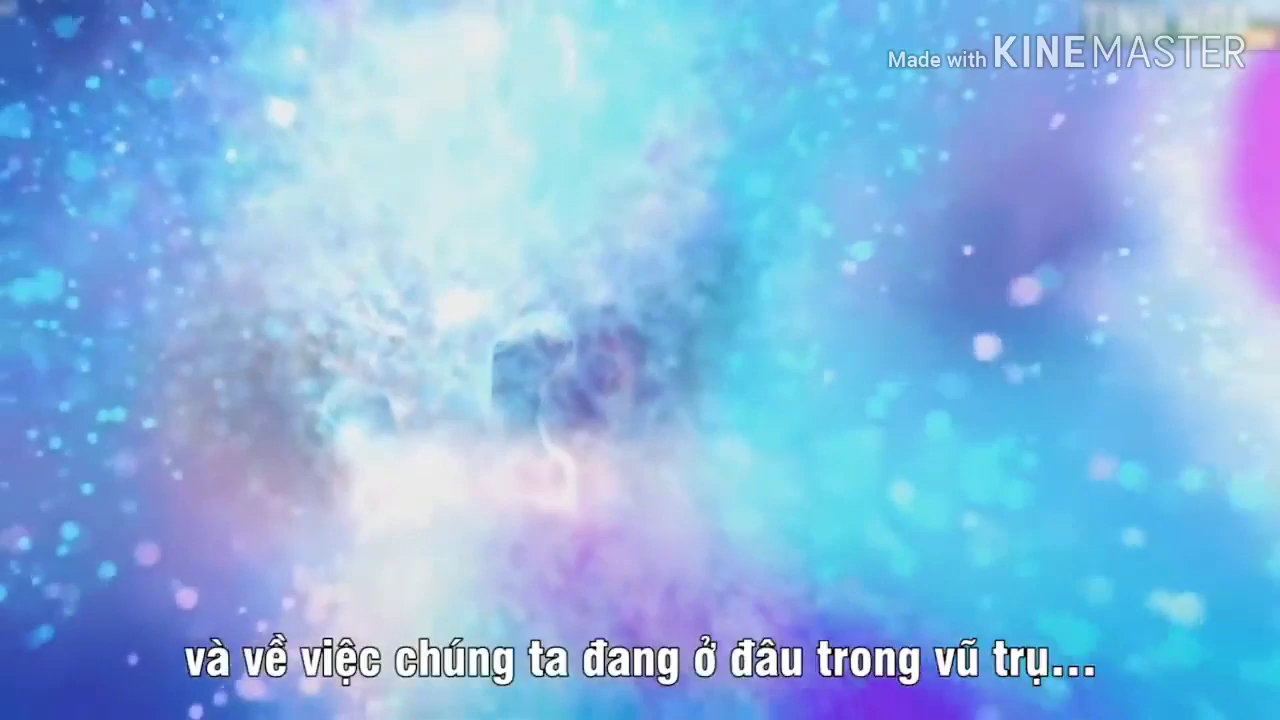 Made with KINEMASTER
và về việc chúng ta đang ở đâu trong vũ trụ...